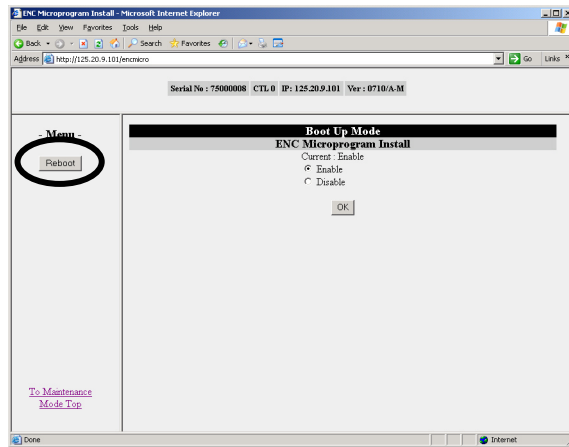 ENC Microprogram Install - Microsoft Internet Explorer
File Edit View Favorites Tools Help
Back Search Favorites
Address http://125.20.9.101/encmicro Go Links »
Serial No : 75000008 CTL 0 IP: 125.20.9.101 Ver : 0710/A-M
- Menu -
Reboot
Boot Up Mode
ENC Microprogram Install
Current : Enable
Enable
Disable
OK
To Maintenance
Mode Top
Done Internet